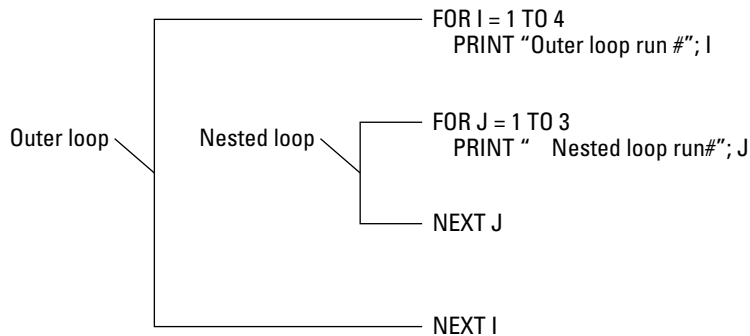 FOR I = 1 TO 4
PRINT “Outer loop run #”; I
FOR J = 1 TO 3
Outer loop
Nested loop
PRINT “   Nested loop run#”; J
NEXT J
NEXT I